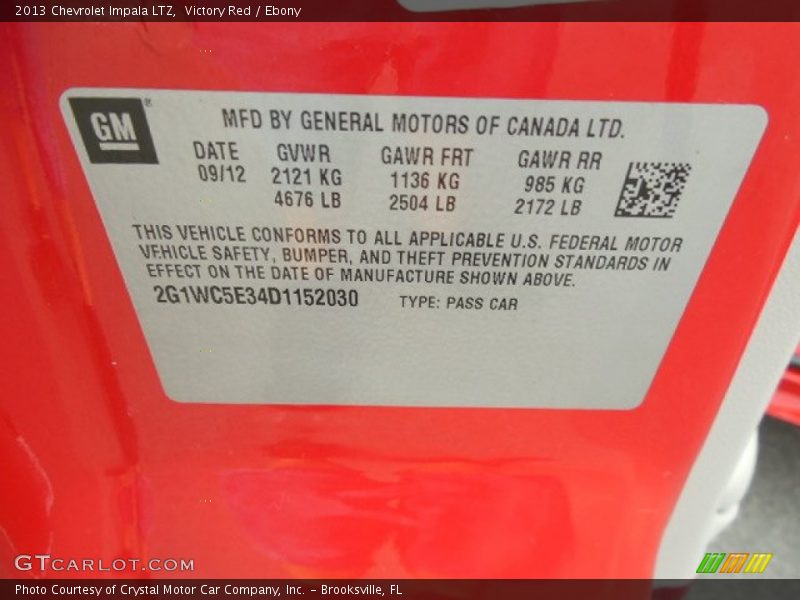 2013 Chevrolet Impala LTZ, Victory Red / Ebony
GM ®
MFD BY GENERAL MOTORS OF CANADA LTD.
DATE GVWR GAWR FRT GAWR RR
09/12 2121 KG 1136 KG 985 KG
4676 LB 2504 LB 2172 LB
THIS VEHICLE CONFORMS TO ALL APPLICABLE U.S. FEDERAL MOTOR
VEHICLE SAFETY, BUMPER, AND THEFT PREVENTION STANDARDS IN
EFFECT ON THE DATE OF MANUFACTURE SHOWN ABOVE.
2G1WC5E34D1152030 TYPE: PASS CAR
GTCARLOT.COM
Photo Courtesy of Crystal Motor Car Company, Inc. – Brooksville, FL